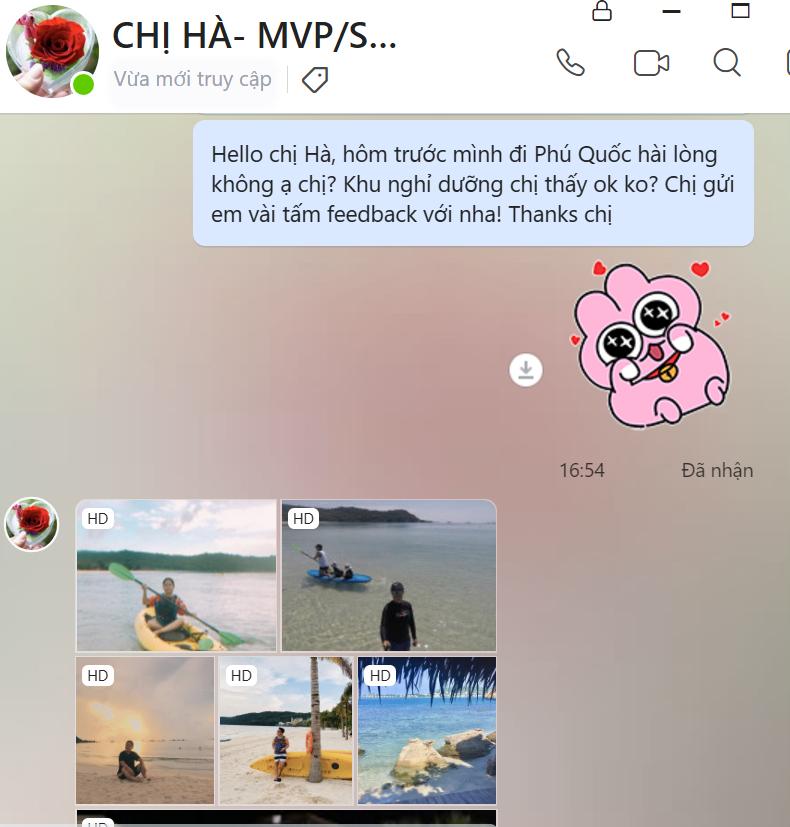 CHỊ HÀ- MVP/S...
Vừa mới truy cập
Hello chị Hà, hôm trước mình đi Phú Quốc hài lòng
không ạ chị? Khu nghỉ dưỡng chị thấy ok ko? Chị gửi
em vài tấm feedback với nha! Thanks chị
16:54 Đã nhận
HD HD
HD HD HD
HD